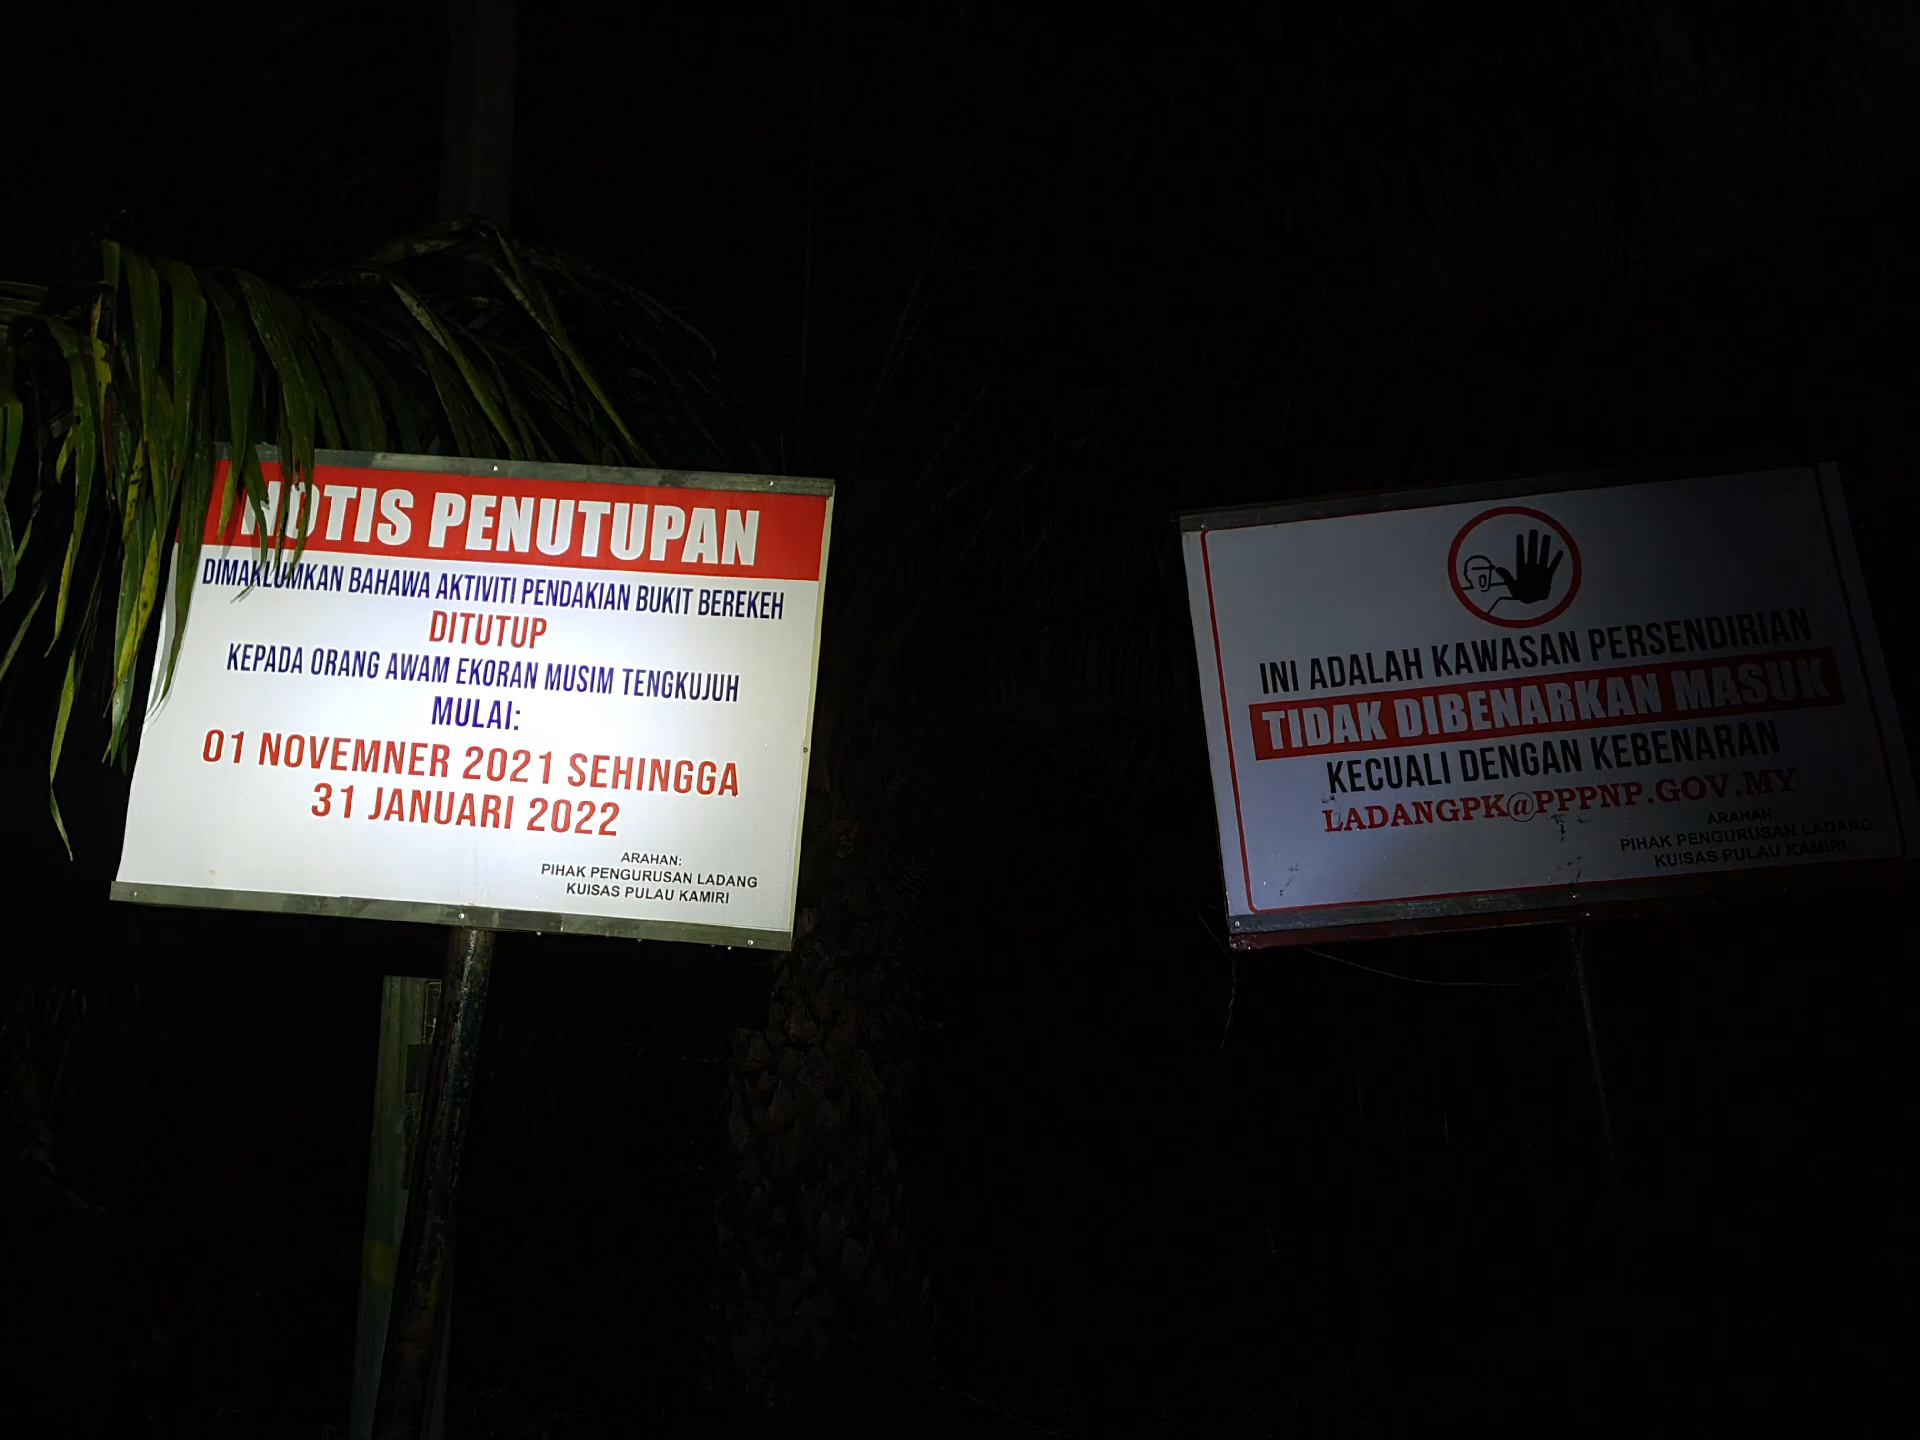 NOTIS PENUTUPAN
DIMAKLUMKAN BAHAWA AKTIVITI PENDAKIAN BUKIT BEREKEH
DITUTUP
KEPADA ORANG AWAM EKORAN MUSIM TENGKUJUH
MULAI:
01 NOVEMNER 2021 SEHINGGA
31 JANUARI 2022
ARAHAN:
PIHAK PENGURUSAN LADANG
KUISAS PULAU KAMIRI
INI ADALAH KAWASAN PERSENDIRIAN
TIDAK DIBENARKAN MASUK
KECUALI DENGAN KEBENARAN
LADANGPK@PPPNP.GOV.MY
ARAHAN:
PIHAK PENGURUSAN LADANG
KUISAS PULAU KAMIRI